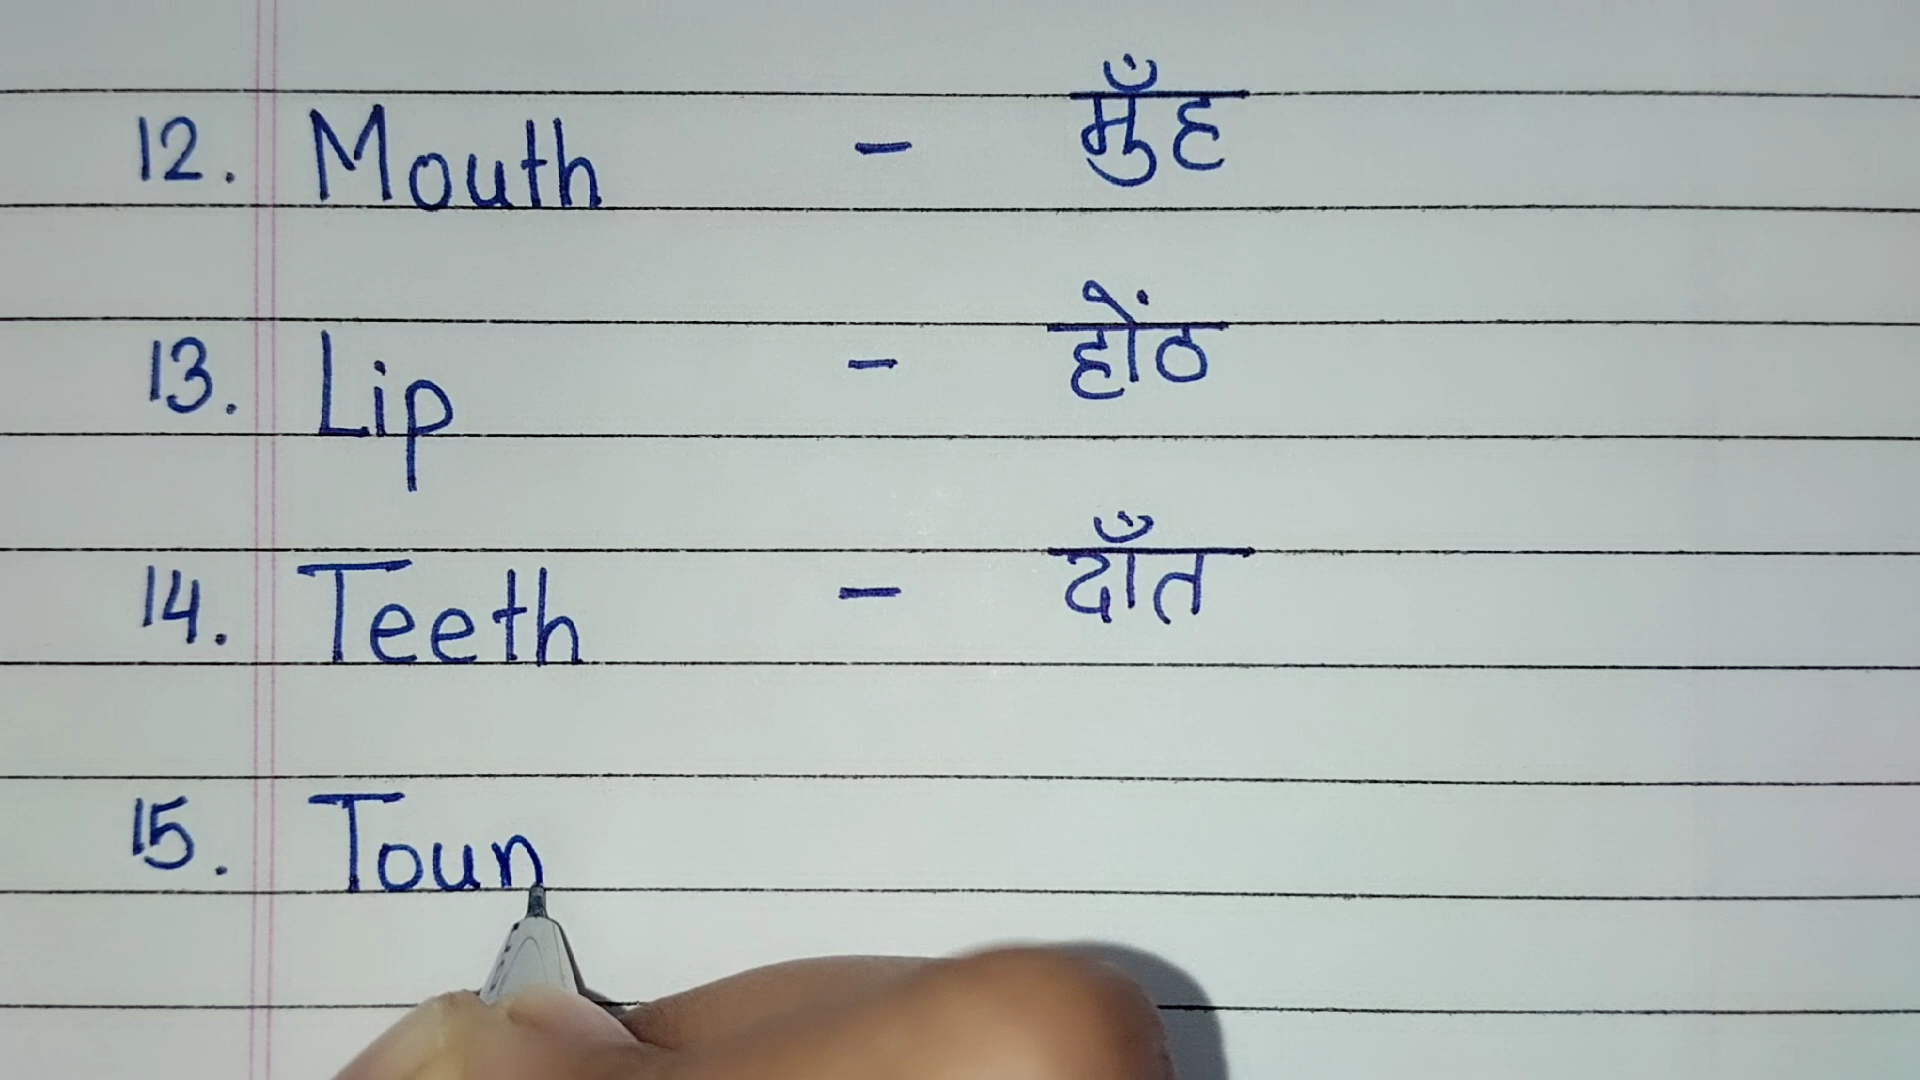 12. Mouth - मुँह
13. Lip - होंठ
14. Teeth - दाँत
15. Toun